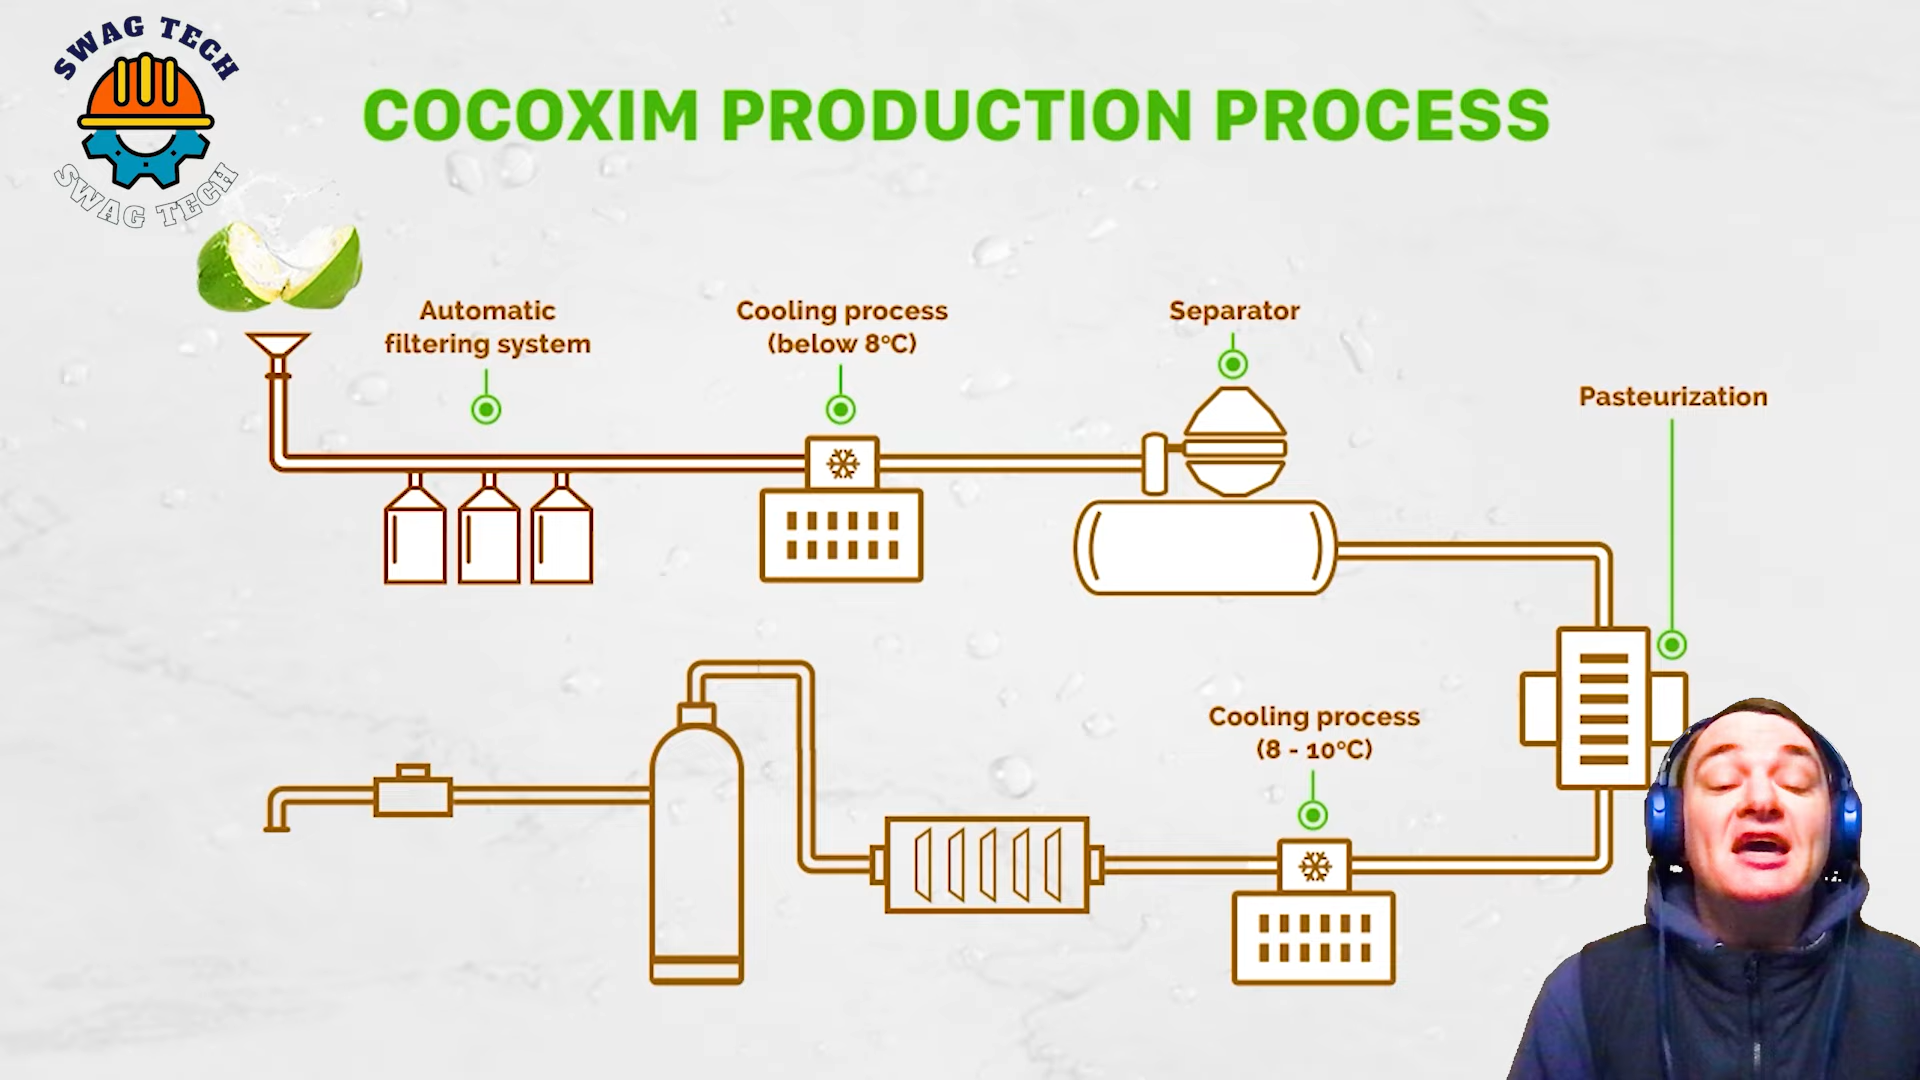 SWAG TECH
SWAG TECH
COCOXIM PRODUCTION PROCESS
Automatic
filtering system
Cooling process
(below 8°C)
Separator
Pasteurization
Cooling process
(8 - 10°C)